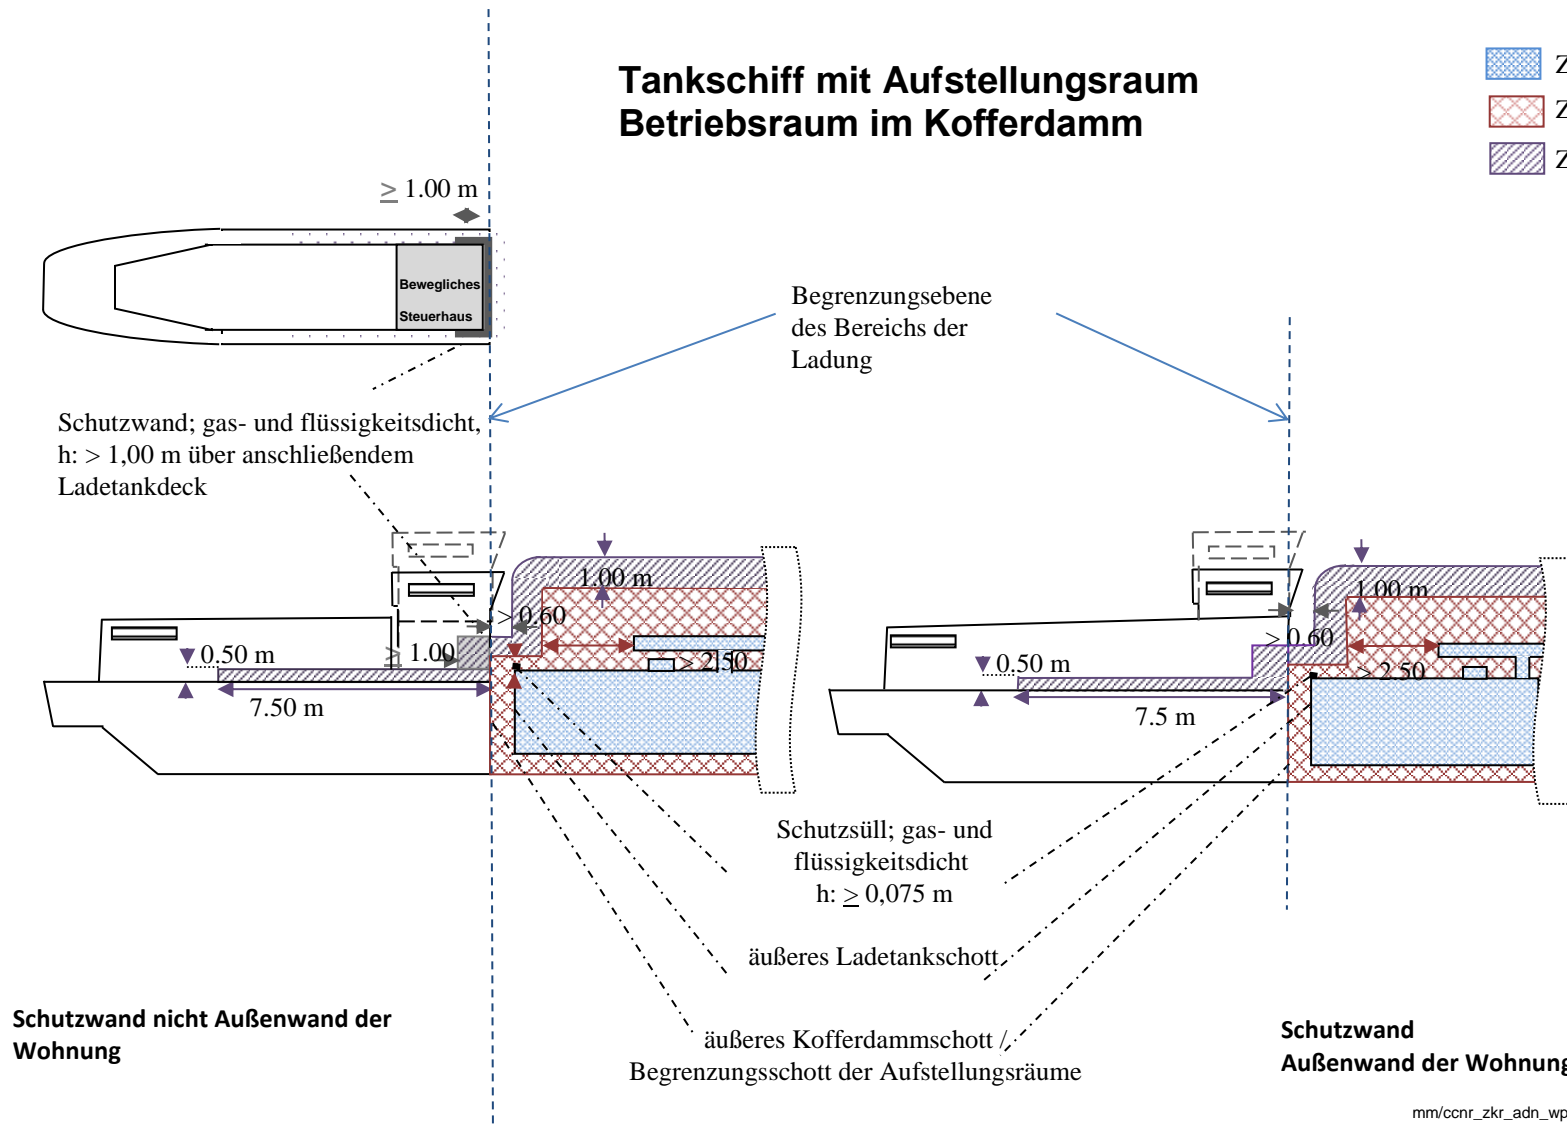 Tankschiff mit Aufstellungsraum
Betriebsraum im Kofferdamm
Z
Z
Z
≥ 1.00 m
Bewegliches
Steuerhaus
Begrenzungsebene
des Bereichs der
Ladung
Schutzwand; gas- und flüssigkeitsdicht,
h: > 1,00 m über anschließendem
Ladetankdeck
1.00 m
> 0.60
≥ 1.00
0.50 m
> 2.50
7.50 m
1.00 m
> 0.60
0.50 m
> 2.50
7.5 m
Schutzsüll; gas- und
flüssigkeitsdicht
h: ≥ 0,075 m
äußeres Ladetankschott
äußeres Kofferdammschott /
Begrenzungsschott der Aufstellungsräume
Schutzwand nicht Außenwand der
Wohnung
Schutzwand
Außenwand der Wohnung
mm/ccnr_zkr_adn_wp